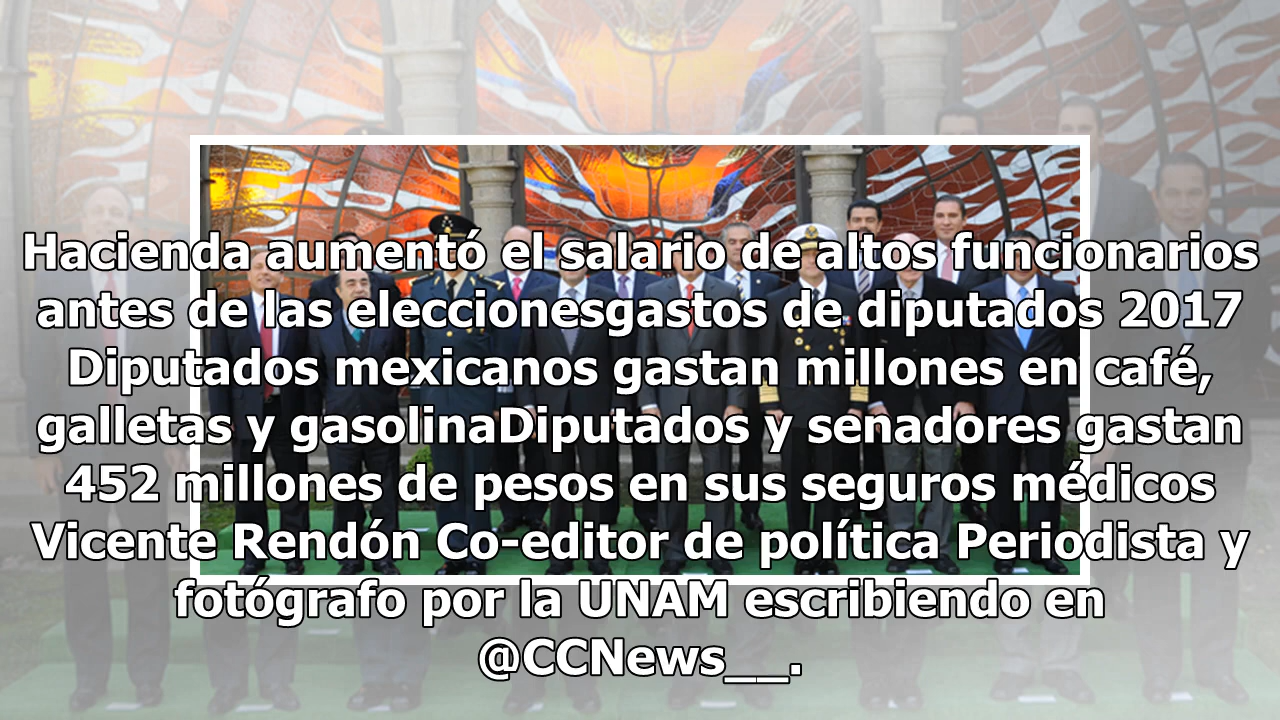 Hacienda aumentó el salario de altos funcionarios
antes de las eleccionesgastos de diputados 2017
Diputados mexicanos gastan millones en café,
galletas y gasolinaDiputados y senadores gastan
452 millones de pesos en sus seguros médicos
Vicente Rendón Co-editor de política Periodista y
fotógrafo por la UNAM escribiendo en
@CCNews__.